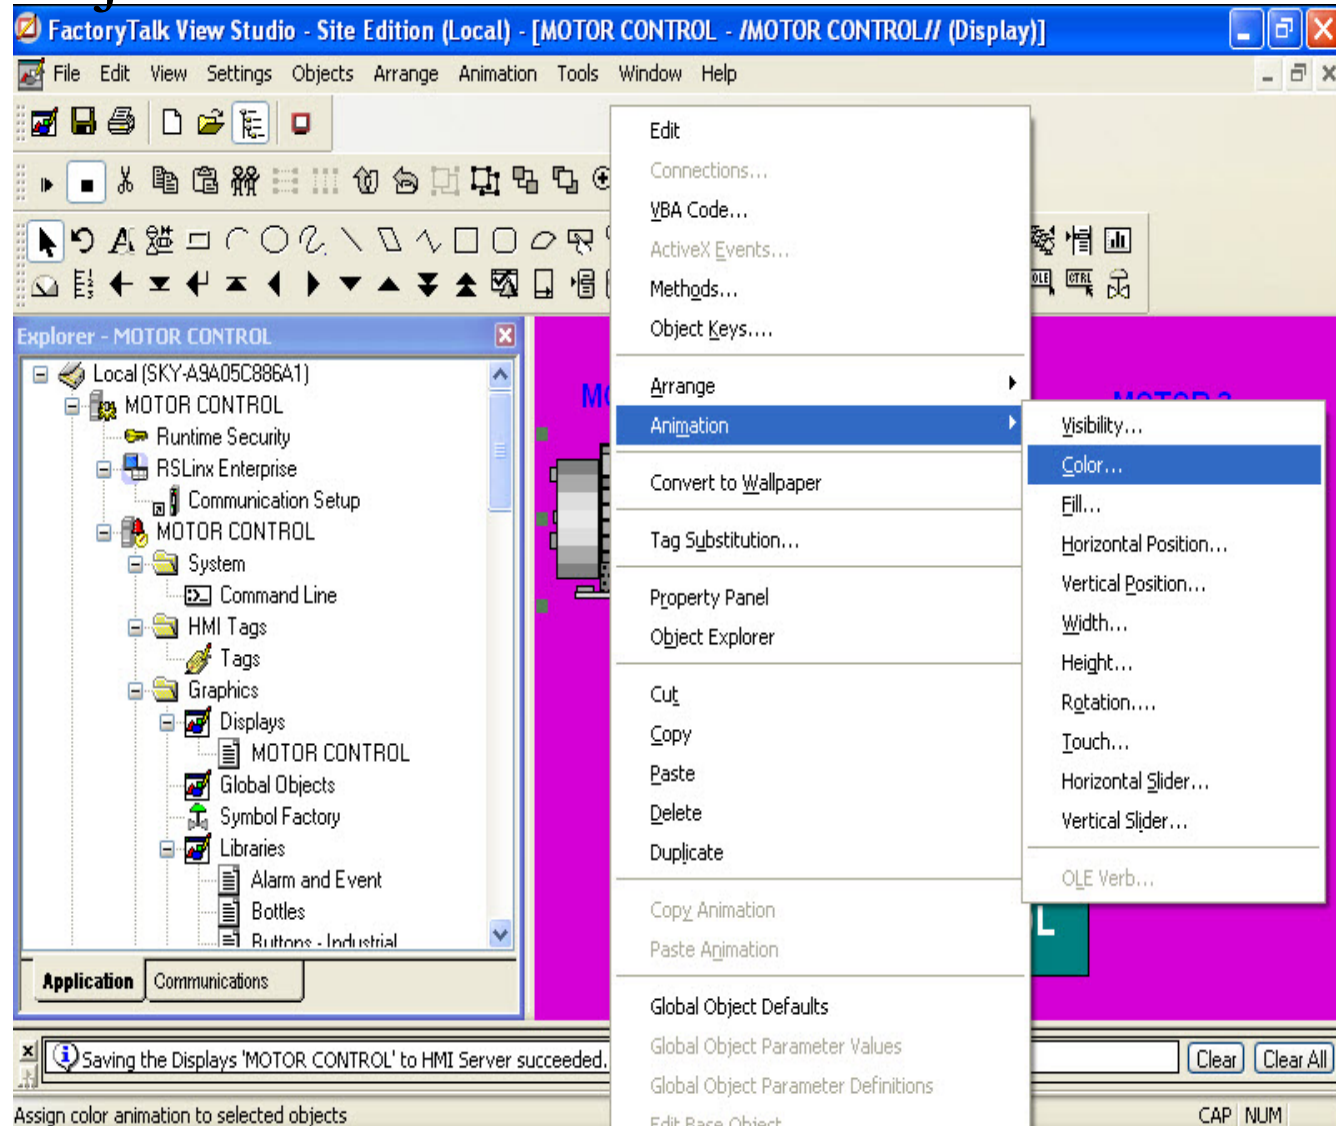 FactoryTalk View Studio - Site Edition (Local) - [MOTOR CONTROL - /MOTOR CONTROL// (Display)]
File Edit View Settings Objects Arrange Animation Tools Window Help
Edit
Connections...
VBA Code...
ActiveX Events...
Methods...
Object Keys....
Arrange
Animation
Convert to Wallpaper
Tag Substitution...
Property Panel
Object Explorer
Cut
Copy
Paste
Delete
Duplicate
Copy Animation
Paste Animation
Global Object Defaults
Global Object Parameter Values
Global Object Parameter Definitions
Edit Base Object
Visibility...
Color...
Fill...
Horizontal Position...
Vertical Position...
Width...
Height...
Rotation....
Touch...
Horizontal Slider...
Vertical Slider...
OLE Verb...
OLE CTRL
Explorer - MOTOR CONTROL
Local (SKY-A9A05C886A1)
MOTOR CONTROL
Runtime Security
RSLinx Enterprise
Communication Setup
MOTOR CONTROL
System
Command Line
HMI Tags
Tags
Graphics
Displays
MOTOR CONTROL
Global Objects
Symbol Factory
Libraries
Alarm and Event
Bottles
Buttons - Industrial
Application Communications
Saving the Displays 'MOTOR CONTROL' to HMI Server succeeded.
Clear Clear All
Assign color animation to selected objects
CAP NUM